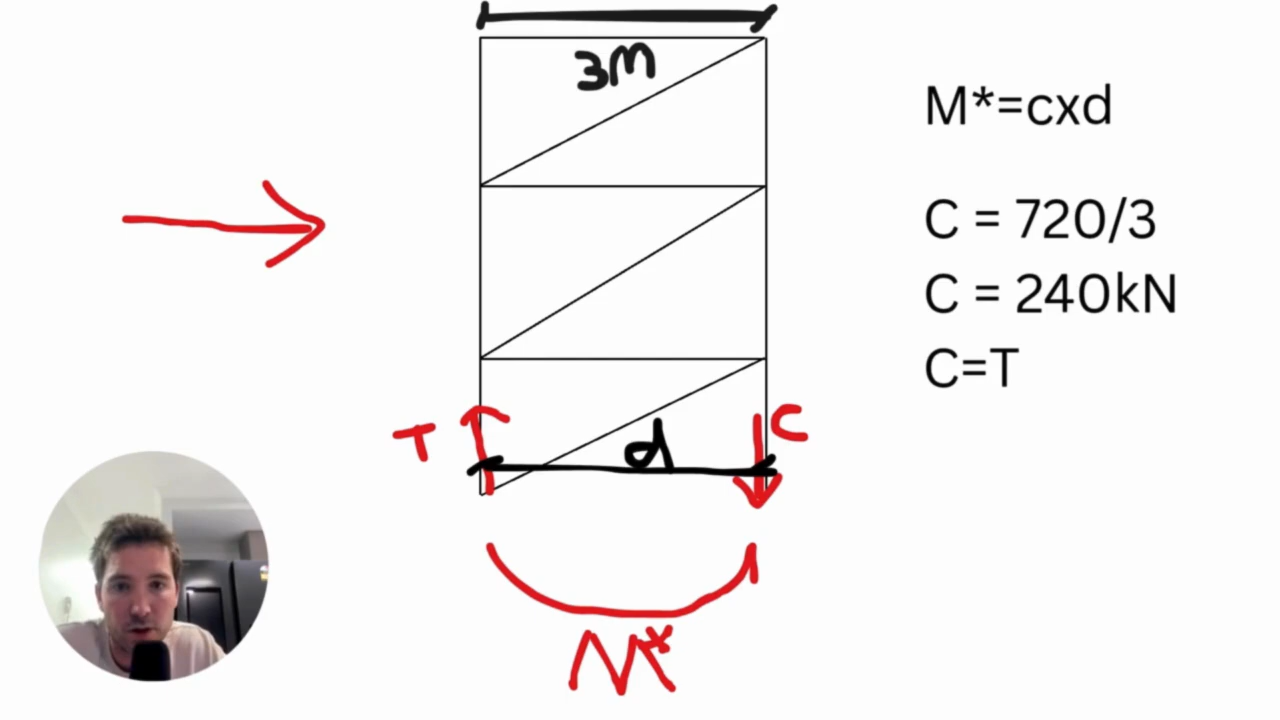 3M
M*=cxd
C = 720/3
C = 240kN
C=T
T
d
C
M*